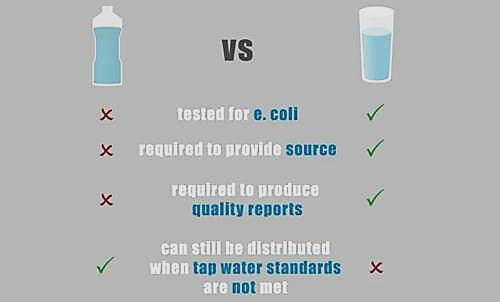 VS
tested for e. coli
required to provide source
required to produce
quality reports
can still be distributed
when tap water standards
are not met